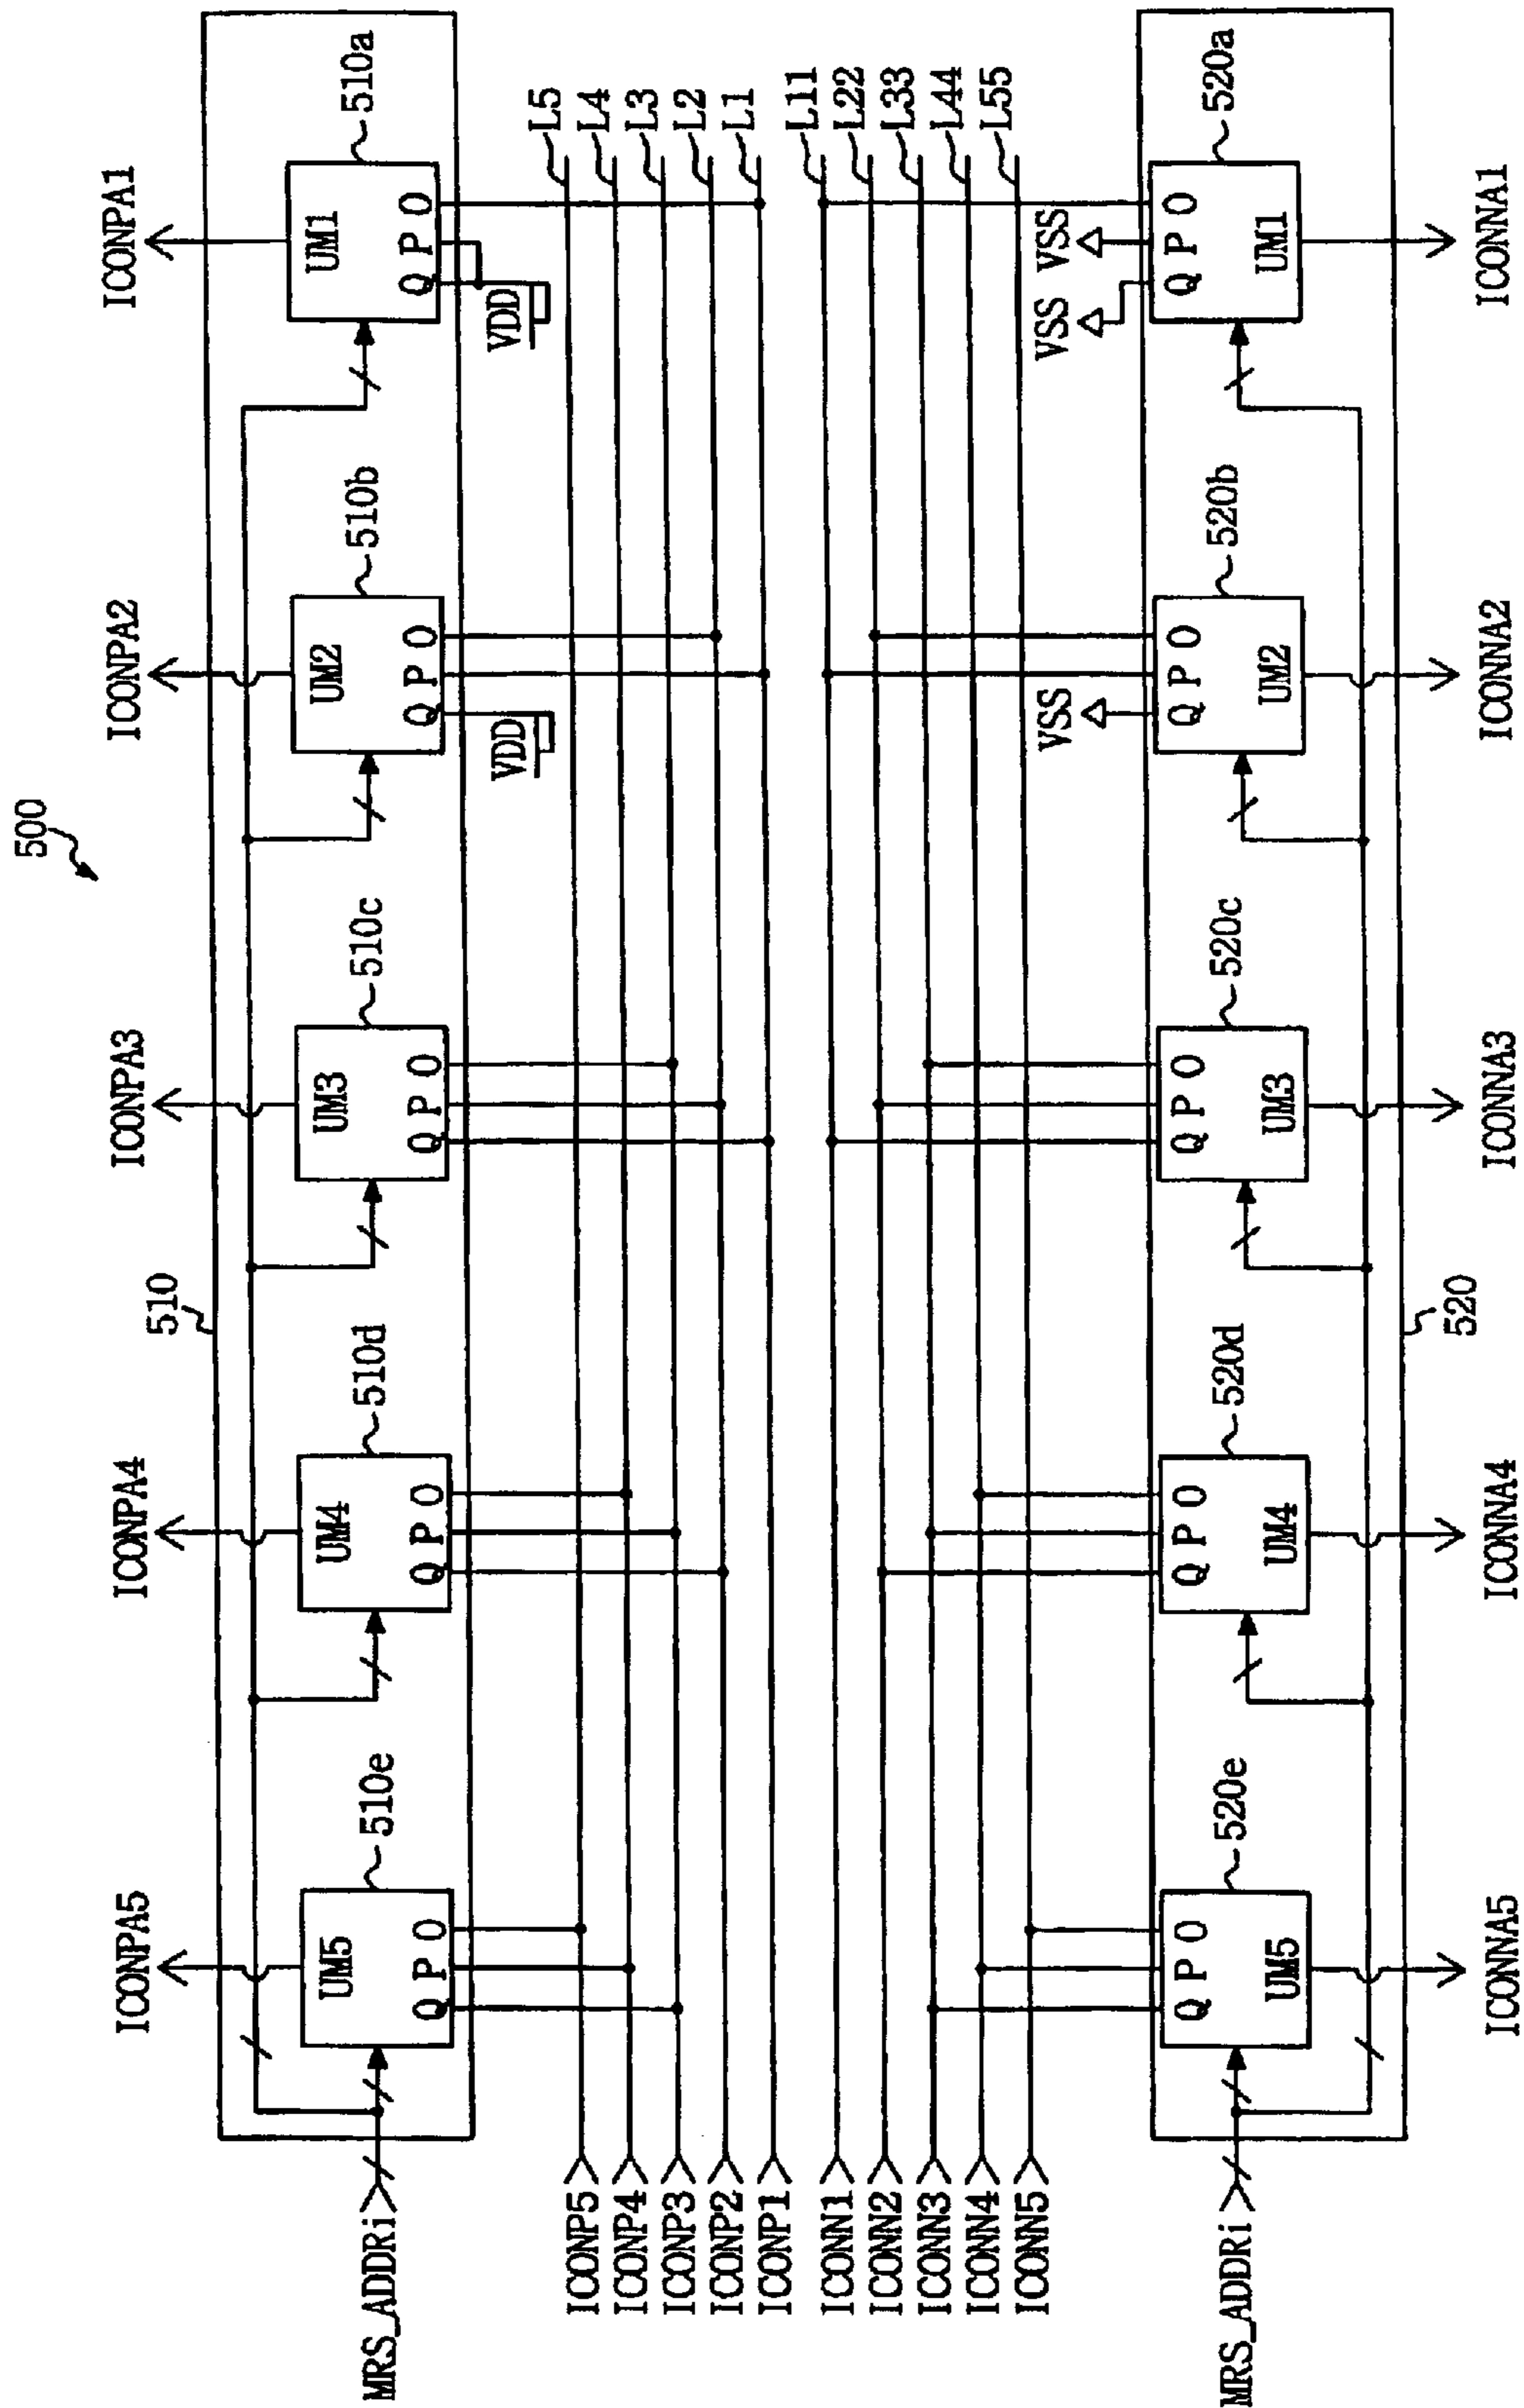 500
510
ICONPA5
ICONPA4
ICONPA3
ICONPA2
ICONPA1
510e
510d
510c
510b
510a
UM5
UM4
UM3
UM2
UM1
Q P O
Q P O
Q P O
Q P O
Q P O
MRS_ADDRi
VDD
VDD
ICONP5
L5
ICONP4
L4
ICONP3
L3
ICONP2
L2
ICONP1
L1
ICONN1
L11
ICONN2
L22
ICONN3
L33
ICONN4
L44
ICONN5
L55
VSS
VSS
VSS
520e
520d
520c
520b
520a
Q P O
Q P O
Q P O
Q P O
Q P O
UM5
UM4
UM3
UM2
UM1
MRS_ADDRi
520
ICONNA5
ICONNA4
ICONNA3
ICONNA2
ICONNA1